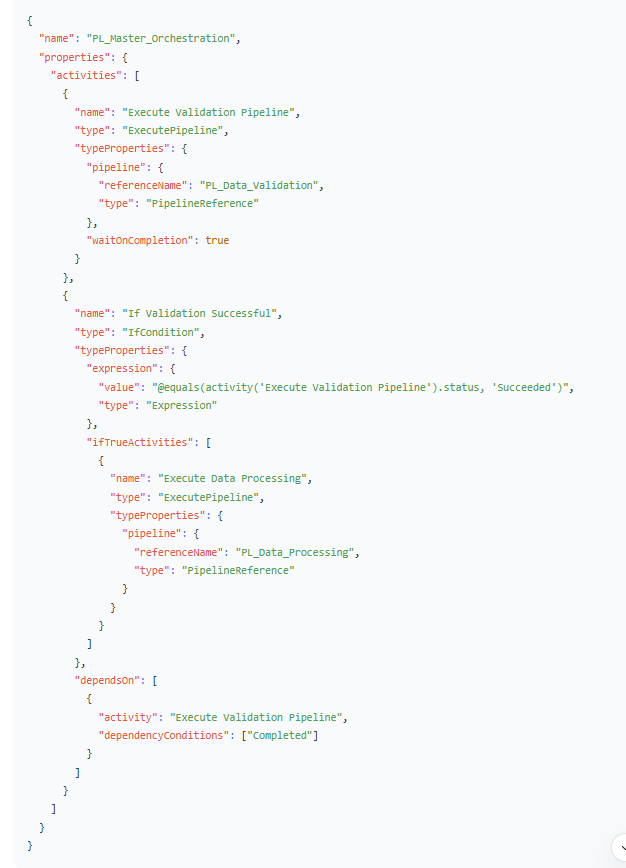 {
  "name": "PL_Master_Orchestration",
  "properties": {
    "activities": [
      {
        "name": "Execute Validation Pipeline",
        "type": "ExecutePipeline",
        "typeProperties": {
          "pipeline": {
            "referenceName": "PL_Data_Validation",
            "type": "PipelineReference"
          },
          "waitOnCompletion": true
        }
      },
      {
        "name": "If Validation Successful",
        "type": "IfCondition",
        "typeProperties": {
          "expression": {
            "value": "@equals(activity('Execute Validation Pipeline').status, 'Succeeded')",
            "type": "Expression"
          },
          "ifTrueActivities": [
            {
              "name": "Execute Data Processing",
              "type": "ExecutePipeline",
              "typeProperties": {
                "pipeline": {
                  "referenceName": "PL_Data_Processing",
                  "type": "PipelineReference"
                }
              }
            }
          ]
        },
        "dependsOn": [
          {
            "activity": "Execute Validation Pipeline",
            "dependencyConditions": ["Completed"]
          }
        ]
      }
    ]
  }
}